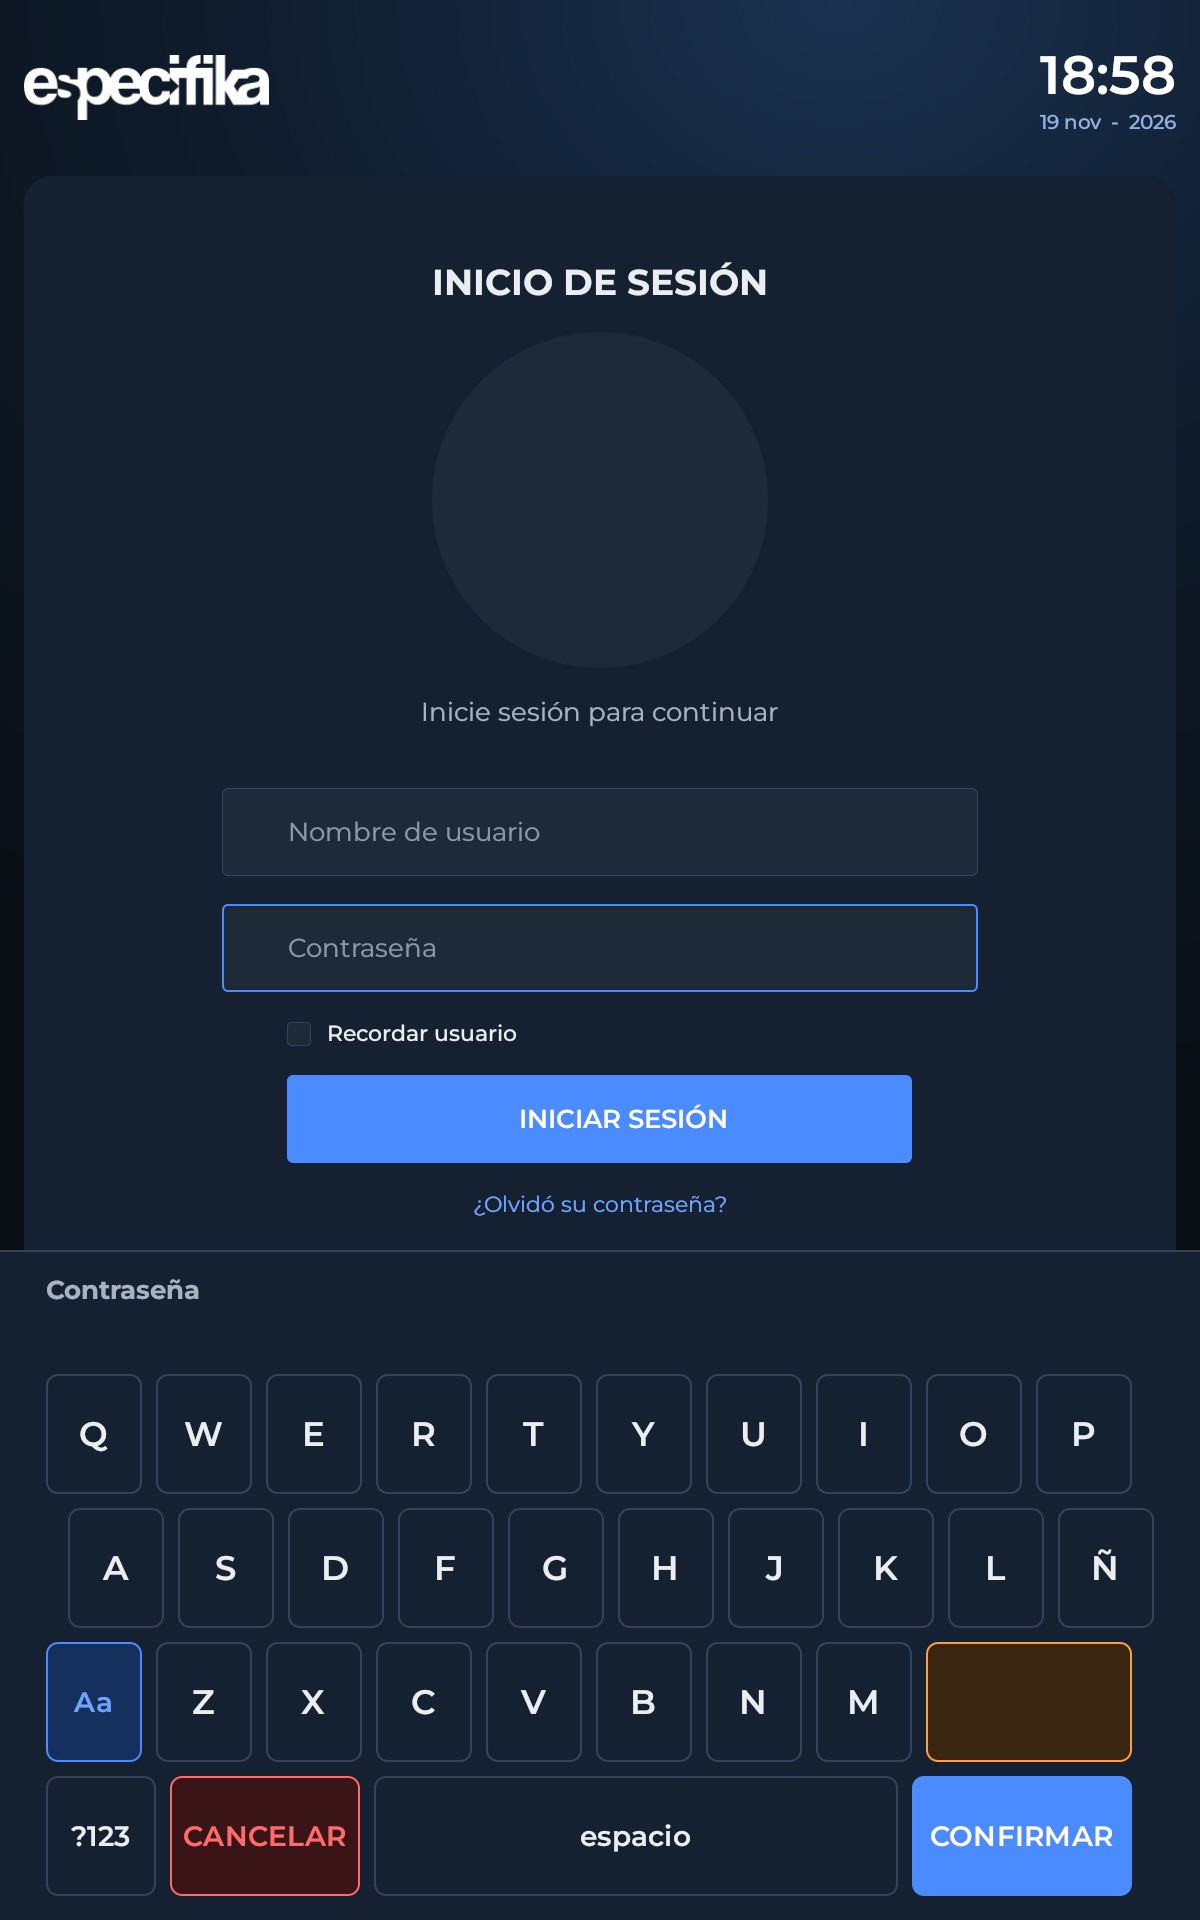 especifika
18:58
19 nov - 2026
INICIO DE SESIÓN
Inicie sesión para continuar
Nombre de usuario
Contraseña
Recordar usuario
INICIAR SESIÓN
¿Olvidó su contraseña?
Contraseña
Q W E R T Y U I O P
A S D F G H J K L Ñ
Aa Z X C V B N M
?123 CANCELAR espacio CONFIRMAR